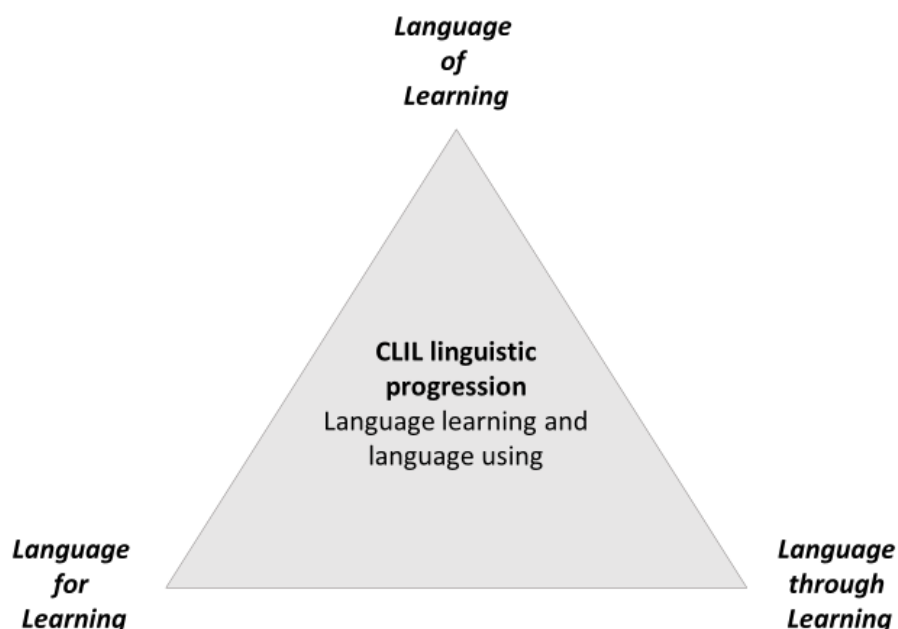 Language
of
Learning
CLIL linguistic
progression
Language learning and
language using
Language
for
Learning
Language
through
Learning